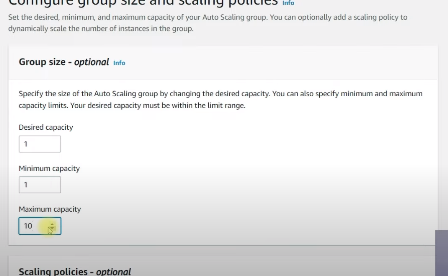 Configure group size and scaling policies Info
Set the desired, minimum, and maximum capacity of your Auto Scaling group. You can optionally add a scaling policy to
dynamically scale the number of instances in the group.
Group size - optional Info
Specify the size of the Auto Scaling group by changing the desired capacity. You can also specify minimum and maximum
capacity limits. Your desired capacity must be within the limit range.
Desired capacity
1
Minimum capacity
1
Maximum capacity
10
Scaling policies - optional